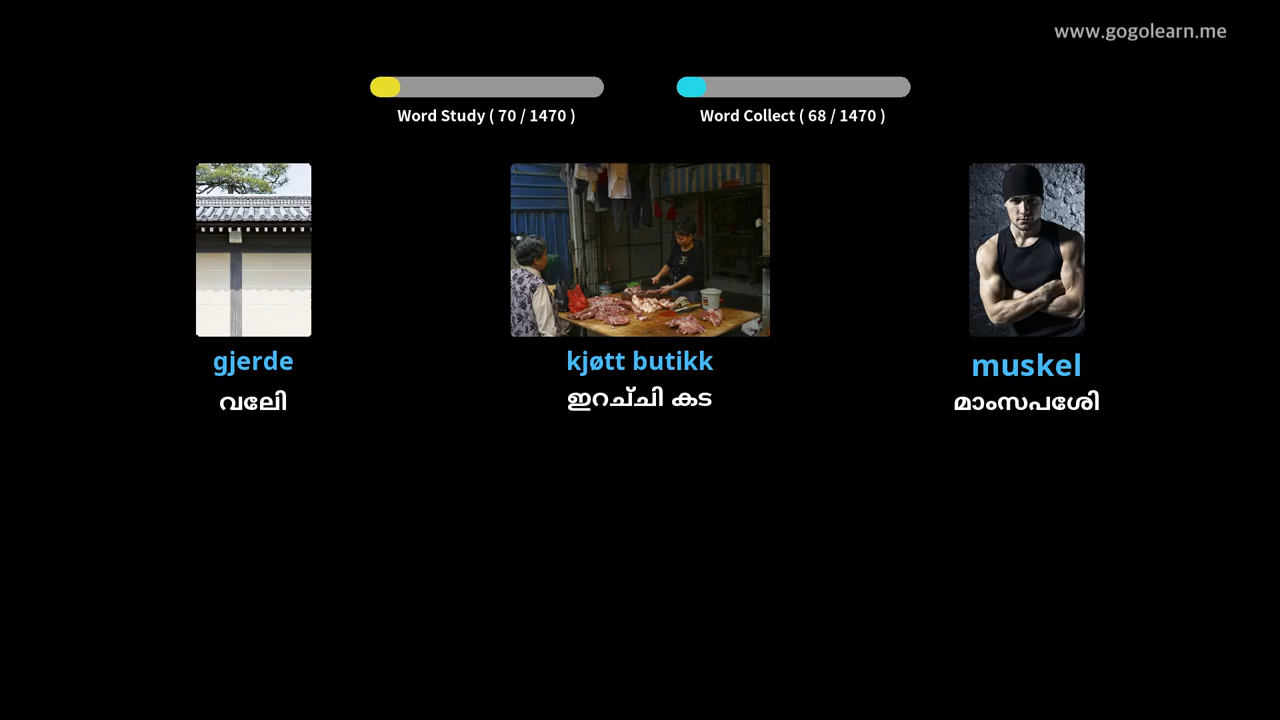 www.gogolearn.me
Word Study ( 70 / 1470 )
Word Collect ( 68 / 1470 )
gjerde
വേലി
kjøtt butikk
ഇറച്ചി കട
muskel
മാംസപേശി